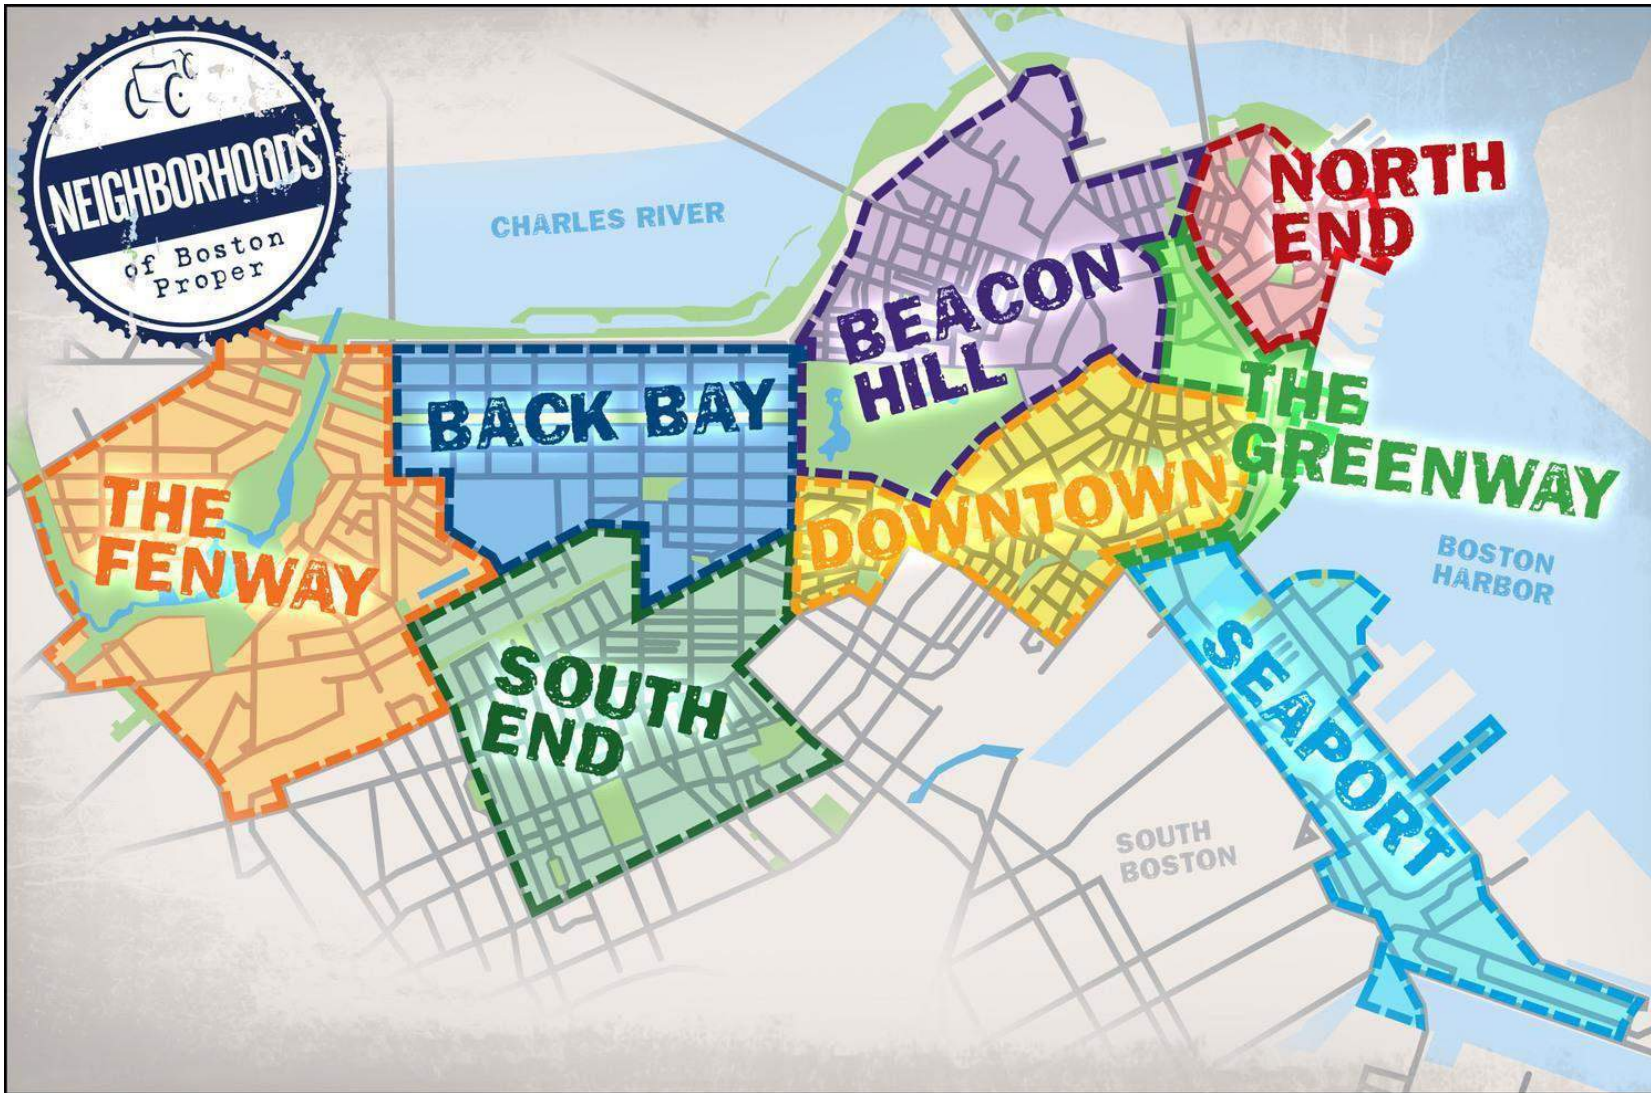 NEIGHBORHOODS
of Boston
Proper
CHARLES RIVER
NORTH
END
BEACON
HILL
BACK BAY
THE
GREENWAY
DOWNTOWN
THE
FENWAY
BOSTON
HARBOR
SOUTH
END
SEAPORT
SOUTH
BOSTON